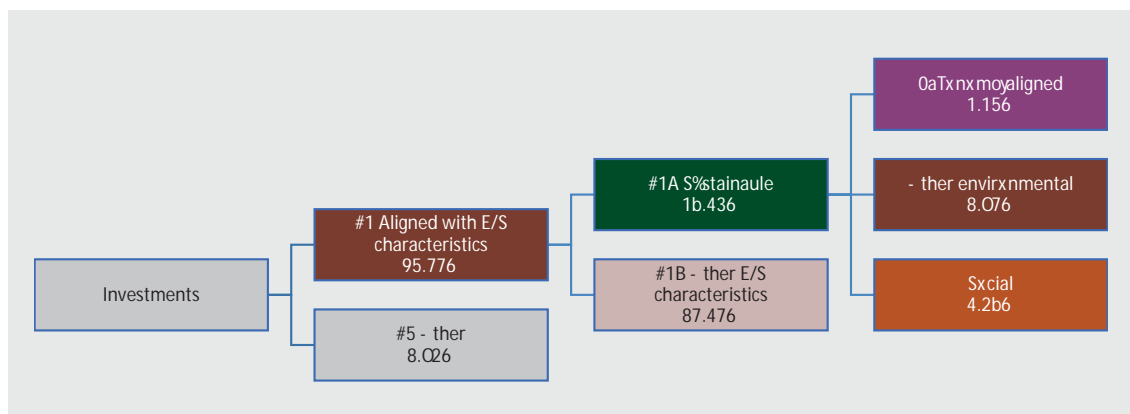 Investments
#1 Aligned with E/S
characteristics
95.776
#5 - ther
8.026
#1A S%stainaule
1b.436
#1B - ther E/S
characteristics
87.476
0aTxnxmoyaligned
1.156
- ther envirxnmental
8.076
Sxcial
4.2b6